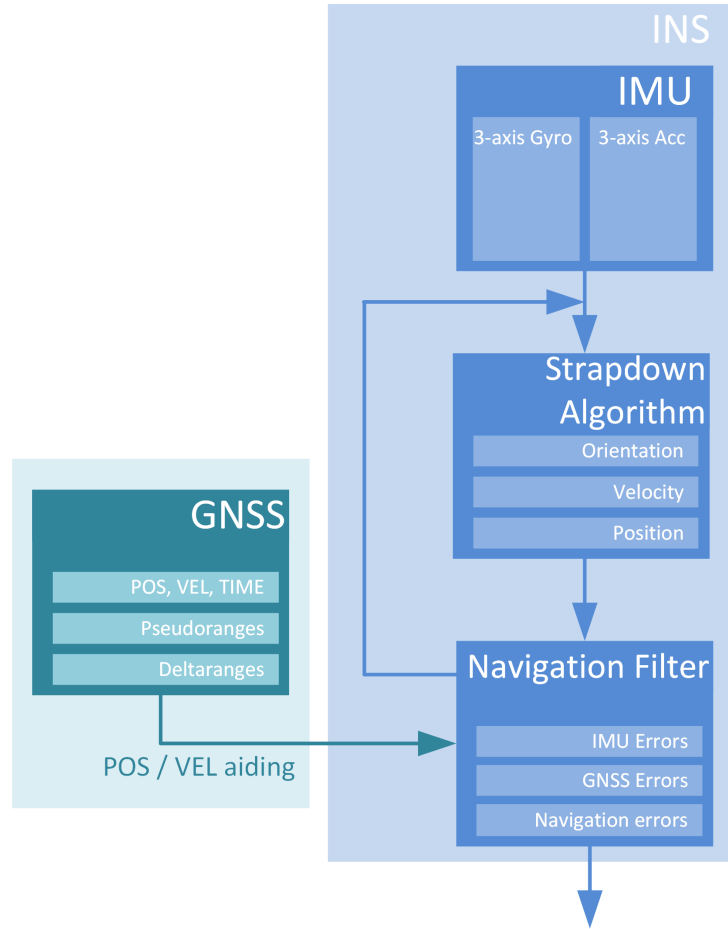 INS
IMU
3-axis Gyro
3-axis Acc
Strapdown
Algorithm
Orientation
Velocity
Position
GNSS
POS, VEL, TIME
Pseudoranges
Deltaranges
POS / VEL aiding
Navigation Filter
IMU Errors
GNSS Errors
Navigation errors